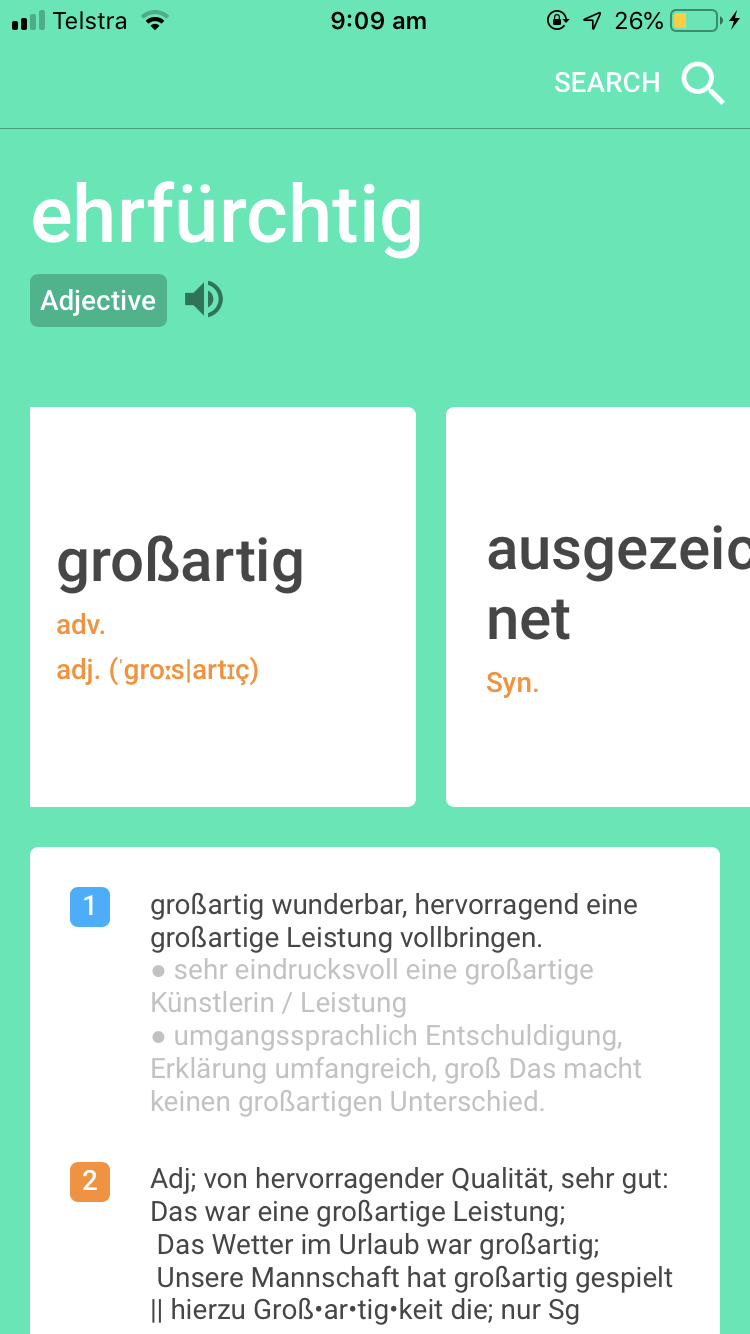 Telstra 9:09 am 26%
SEARCH
ehrfürchtig
Adjective
großartig
adv.
adj. (ˈgroːs|artɪç)
ausgezeic
net
Syn.
1
großartig wunderbar, hervorragend eine
großartige Leistung vollbringen.
● sehr eindrucksvoll eine großartige
Künstlerin / Leistung
● umgangssprachlich Entschuldigung,
Erklärung umfangreich, groß Das macht
keinen großartigen Unterschied.
2
Adj; von hervorragender Qualität, sehr gut:
Das war eine großartige Leistung;
Das Wetter im Urlaub war großartig;
Unsere Mannschaft hat großartig gespielt
|| hierzu Groß•ar•tig•keit die; nur Sg